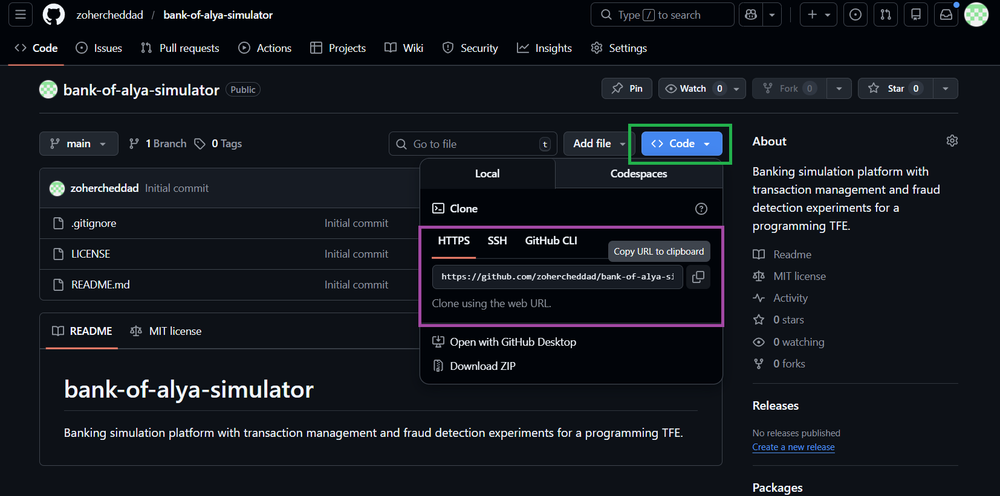 zohercheddad / bank-of-alya-simulator
Type / to search
Code Issues Pull requests Actions Projects Wiki Security Insights Settings
bank-of-alya-simulator Public
Pin Watch 0 Fork 0 Star 0
main 1 Branch 0 Tags
Go to file t Add file Code
Local Codespaces
Clone
HTTPS SSH GitHub CLI
Copy URL to clipboard
https://github.com/zohercheddad/bank-of-alya-si
Clone using the web URL.
Open with GitHub Desktop
Download ZIP
zohercheddad Initial commit
.gitignore Initial commit
LICENSE Initial commit
README.md Initial commit
README MIT license
bank-of-alya-simulator
Banking simulation platform with transaction management and fraud detection experiments for a programming TFE.
About
Banking simulation platform with
transaction management and fraud
detection experiments for a
programming TFE.
Readme
MIT license
Activity
0 stars
0 watching
0 forks
Releases
No releases published
Create a new release
Packages